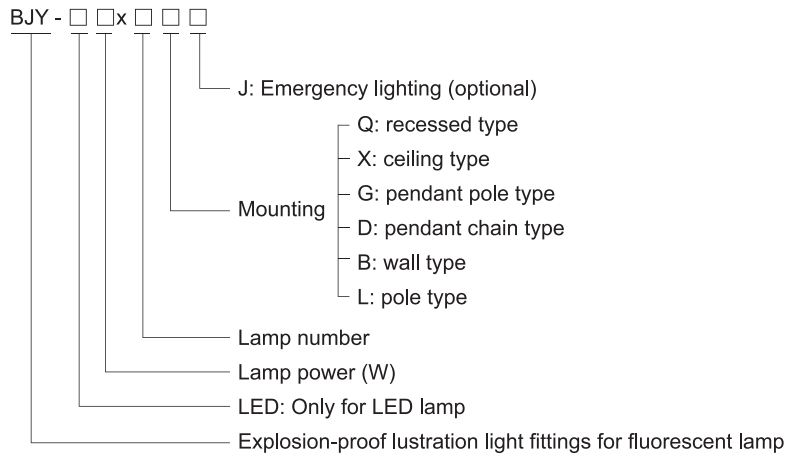 BJY - □ □x□ □ □
J: Emergency lighting (optional)
Q: recessed type
X: ceiling type
G: pendant pole type
Mounting
D: pendant chain type
B: wall type
L: pole type
Lamp number
Lamp power (W)
LED: Only for LED lamp
Explosion-proof lustration light fittings for fluorescent lamp